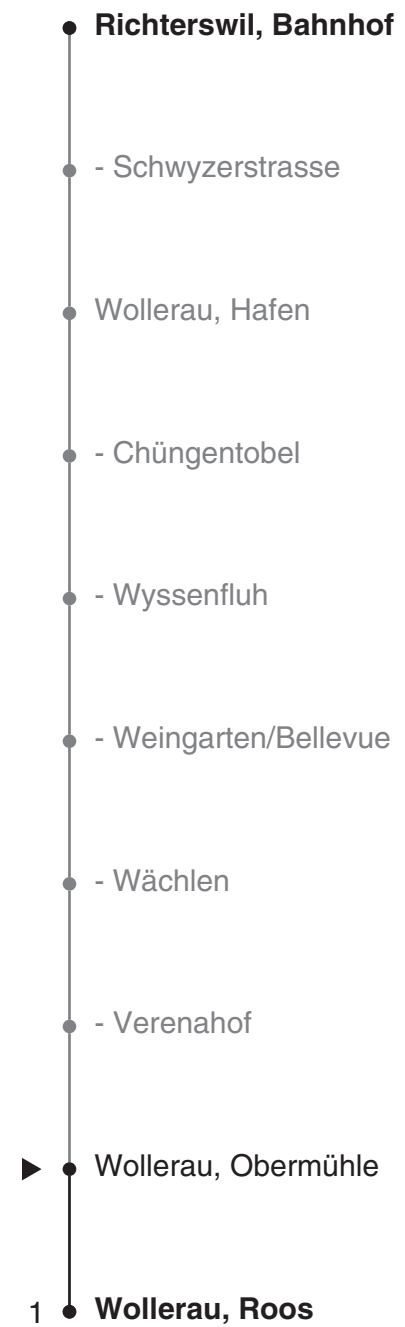 Richterswil, Bahnhof
- Schwyzerstrasse
Wollerau, Hafen
- Chüngentobel
- Wyssenfluh
- Weingarten/Bellevue
- Wächlen
- Verenahof
Wollerau, Obermühle
1 Wollerau, Roos